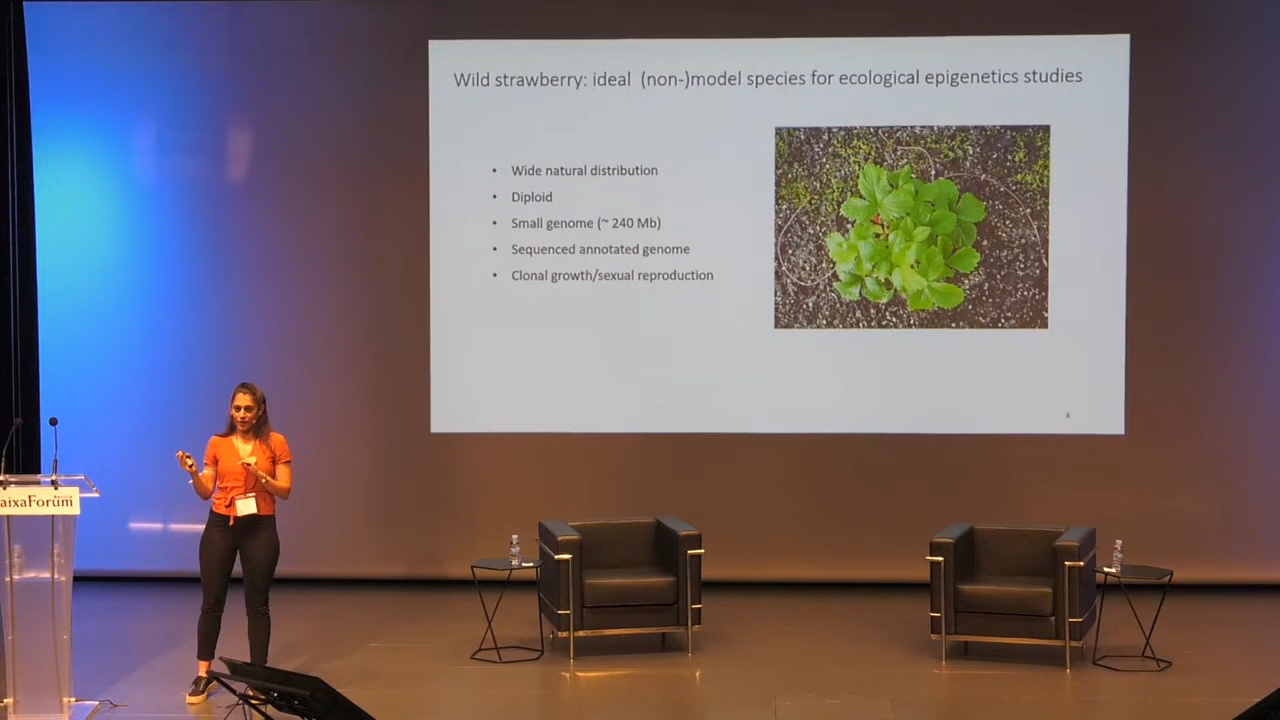 Wild strawberry: ideal (non-)model species for ecological epigenetics studies
• Wide natural distribution
• Diploid
• Small genome (~ 240 Mb)
• Sequenced annotated genome
• Clonal growth/sexual reproduction
4
aixaForum